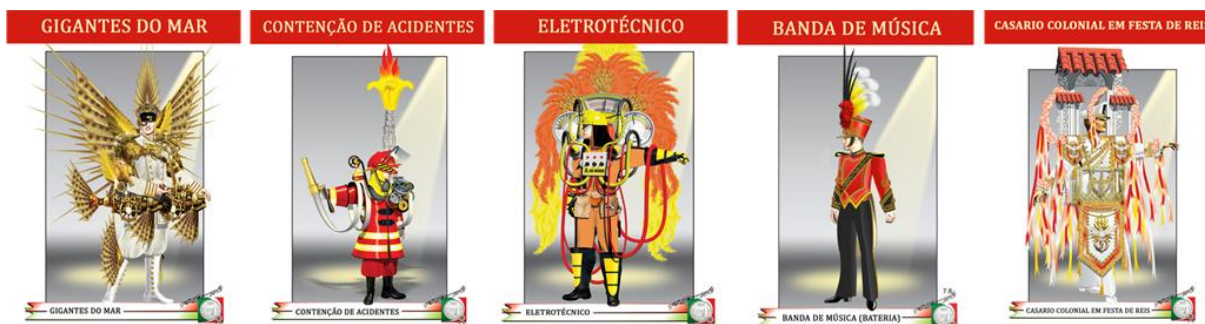 GIGANTES DO MAR
CONTENÇÃO DE ACIDENTES
ELETROTÉCNICO
BANDA DE MÚSICA
CASARIO COLONIAL EM FESTA DE REIS
GIGANTES DO MAR
CONTENÇÃO DE ACIDENTES
ELETROTÉCNICO
BANDA DE MÚSICA (BATERIA)
CASARIO COLONIAL EM FESTA DE REIS